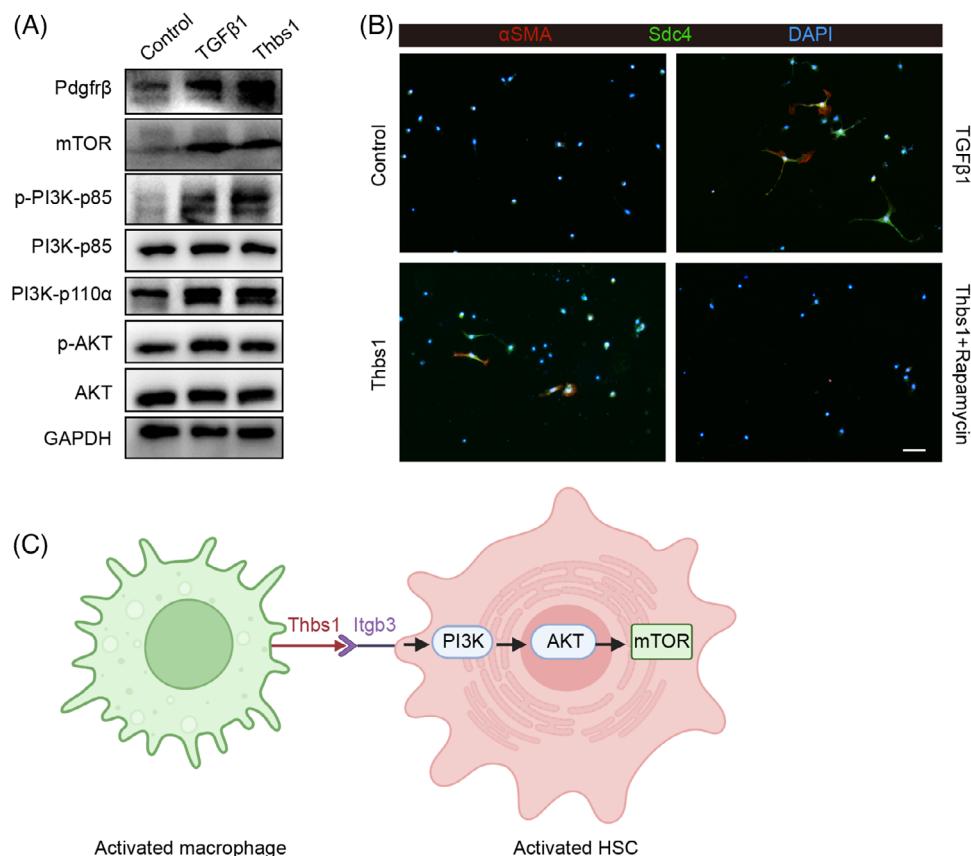 (A)
Control TGFβ1 Thbs1
Pdgfrβ
mTOR
p-PI3K-p85
PI3K-p85
PI3K-p110α
p-AKT
AKT
GAPDH
(B)
αSMA Sdc4 DAPI
Control
TGFβ1
Thbs1
Thbs1+Rapamycin
(C)
Thbs1 Itgb3
PI3K AKT mTOR
Activated macrophage Activated HSC